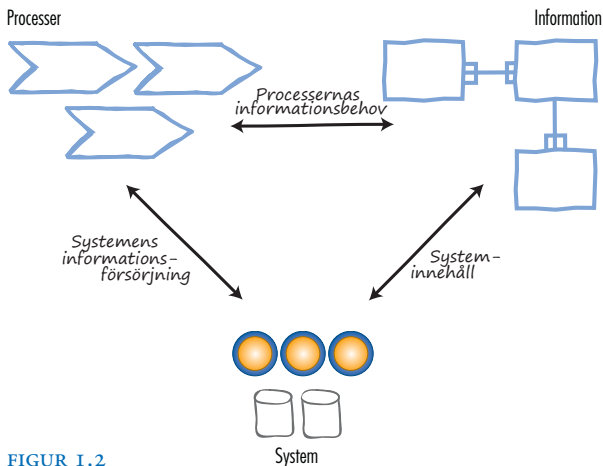 Processer
Information
Processernas
informationsbehov
Systemens
informations-
försörjning
System-
innehåll
System
FIGUR 1.2